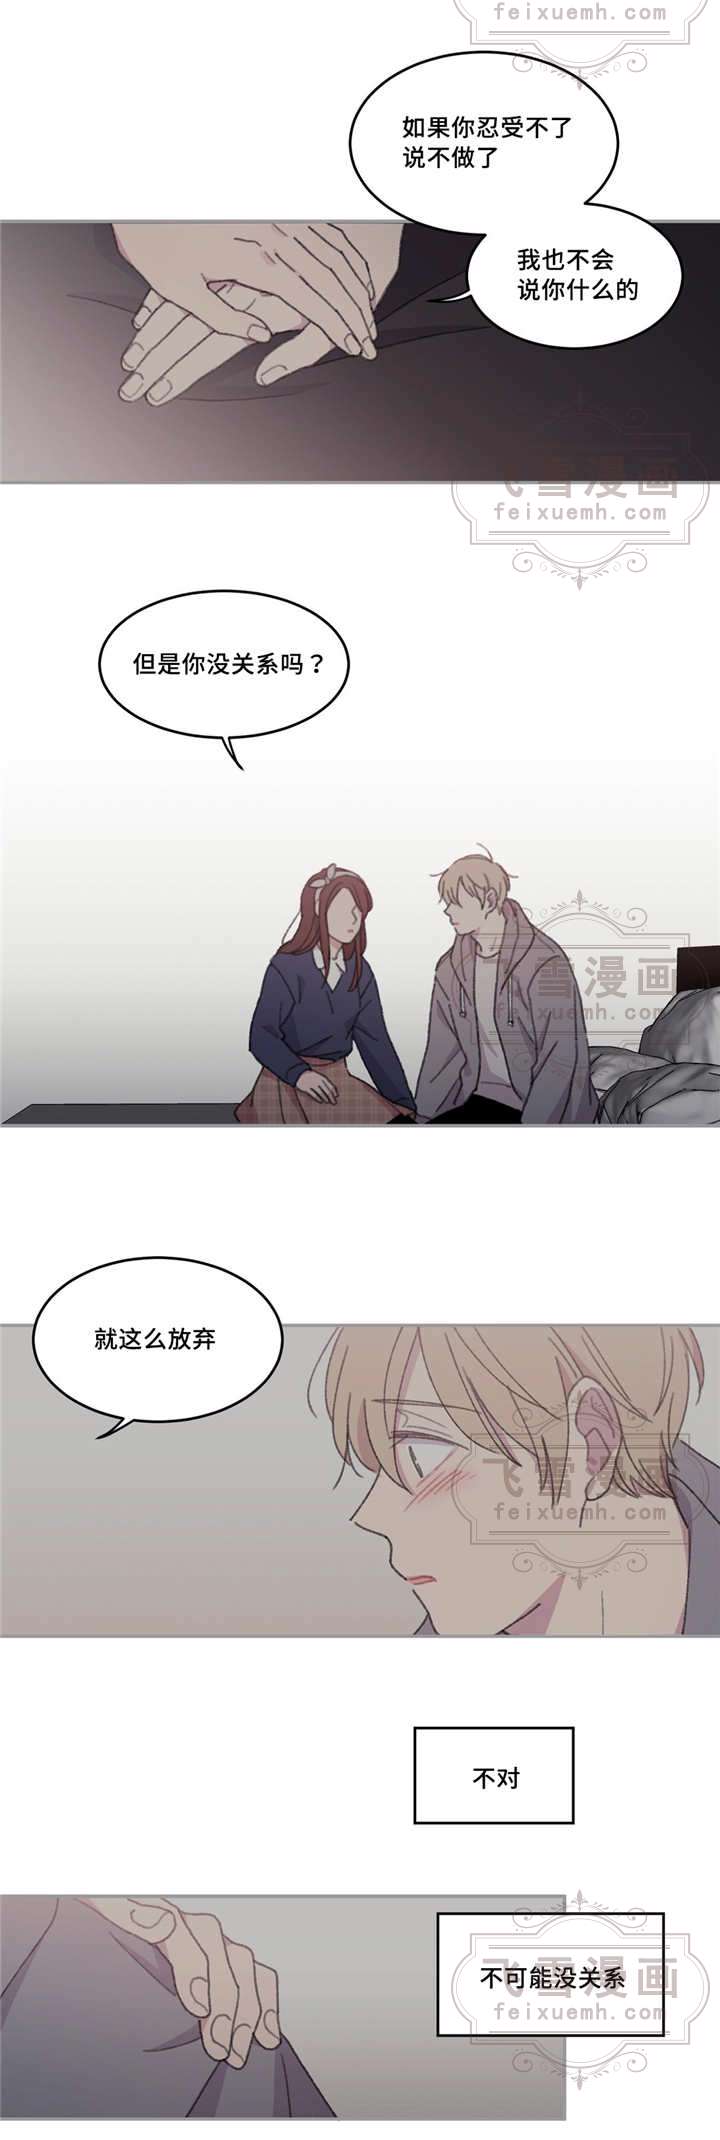 feixuemh.com
如果你忍受不了
说不做了
我也不会
说你什么的
飞雪漫画
feixuemh.com
但是你没关系吗？
飞雪漫画
feixuemh.com
就这么放弃
飞雪漫画
feixuemh.com
不对
不可能没关系
飞雪漫画
feixuemh.com